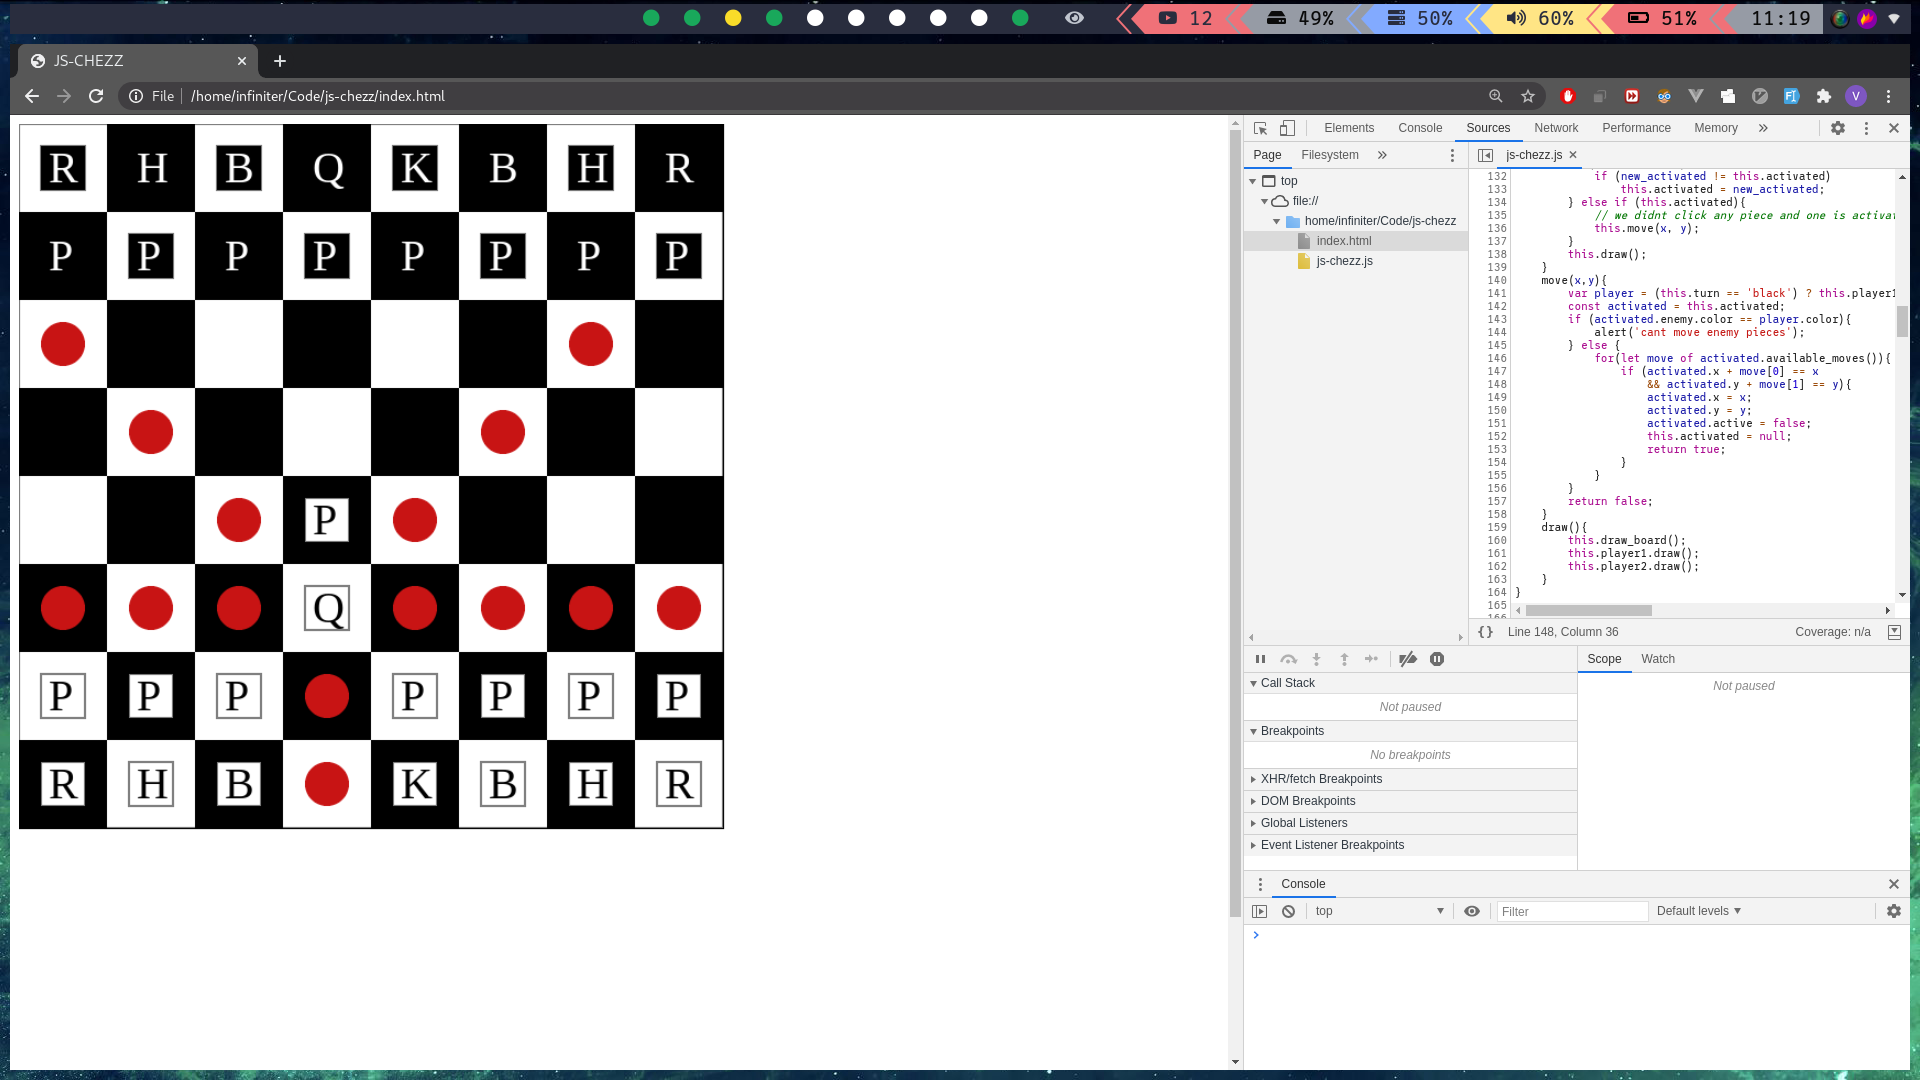 12 49% 50% 60% 51% 11:19
JS-CHEZZ
File /home/infiniter/Code/js-chezz/index.html V
R H B Q K B H R
P P P P P P P P
P
Q
P P P P P P P
R H B K B H R
Elements Console Sources Network Performance Memory
Page Filesystem js-chezz.js
top
file://
home/infiniter/Code/js-chezz
index.html
js-chezz.js
132 if (new_activated != this.activated)
133 this.activated = new_activated;
134 } else if (this.activated){
135 // we didnt click any piece and one is activat
136 this.move(x, y);
137 }
138 this.draw();
139 }
140 move(x,y){
141 var player = (this.turn == 'black') ? this.player1
142 const activated = this.activated;
143 if (activated.enemy.color == player.color){
144 alert('cant move enemy pieces');
145 } else {
146 for(let move of activated.available_moves()){
147 if (activated.x + move[0] == x
148 && activated.y + move[1] == y){
149 activated.x = x;
150 activated.y = y;
151 activated.active = false;
152 this.activated = null;
153 return true;
154 }
155 }
156 }
157 return false;
158 }
159 draw(){
160 this.draw_board();
161 this.player1.draw();
162 this.player2.draw();
163 }
164 }
165
{} Line 148, Column 36 Coverage: n/a
Scope Watch
Call Stack
Not paused
Not paused
Breakpoints
No breakpoints
XHR/fetch Breakpoints
DOM Breakpoints
Global Listeners
Event Listener Breakpoints
Console
top Filter Default levels